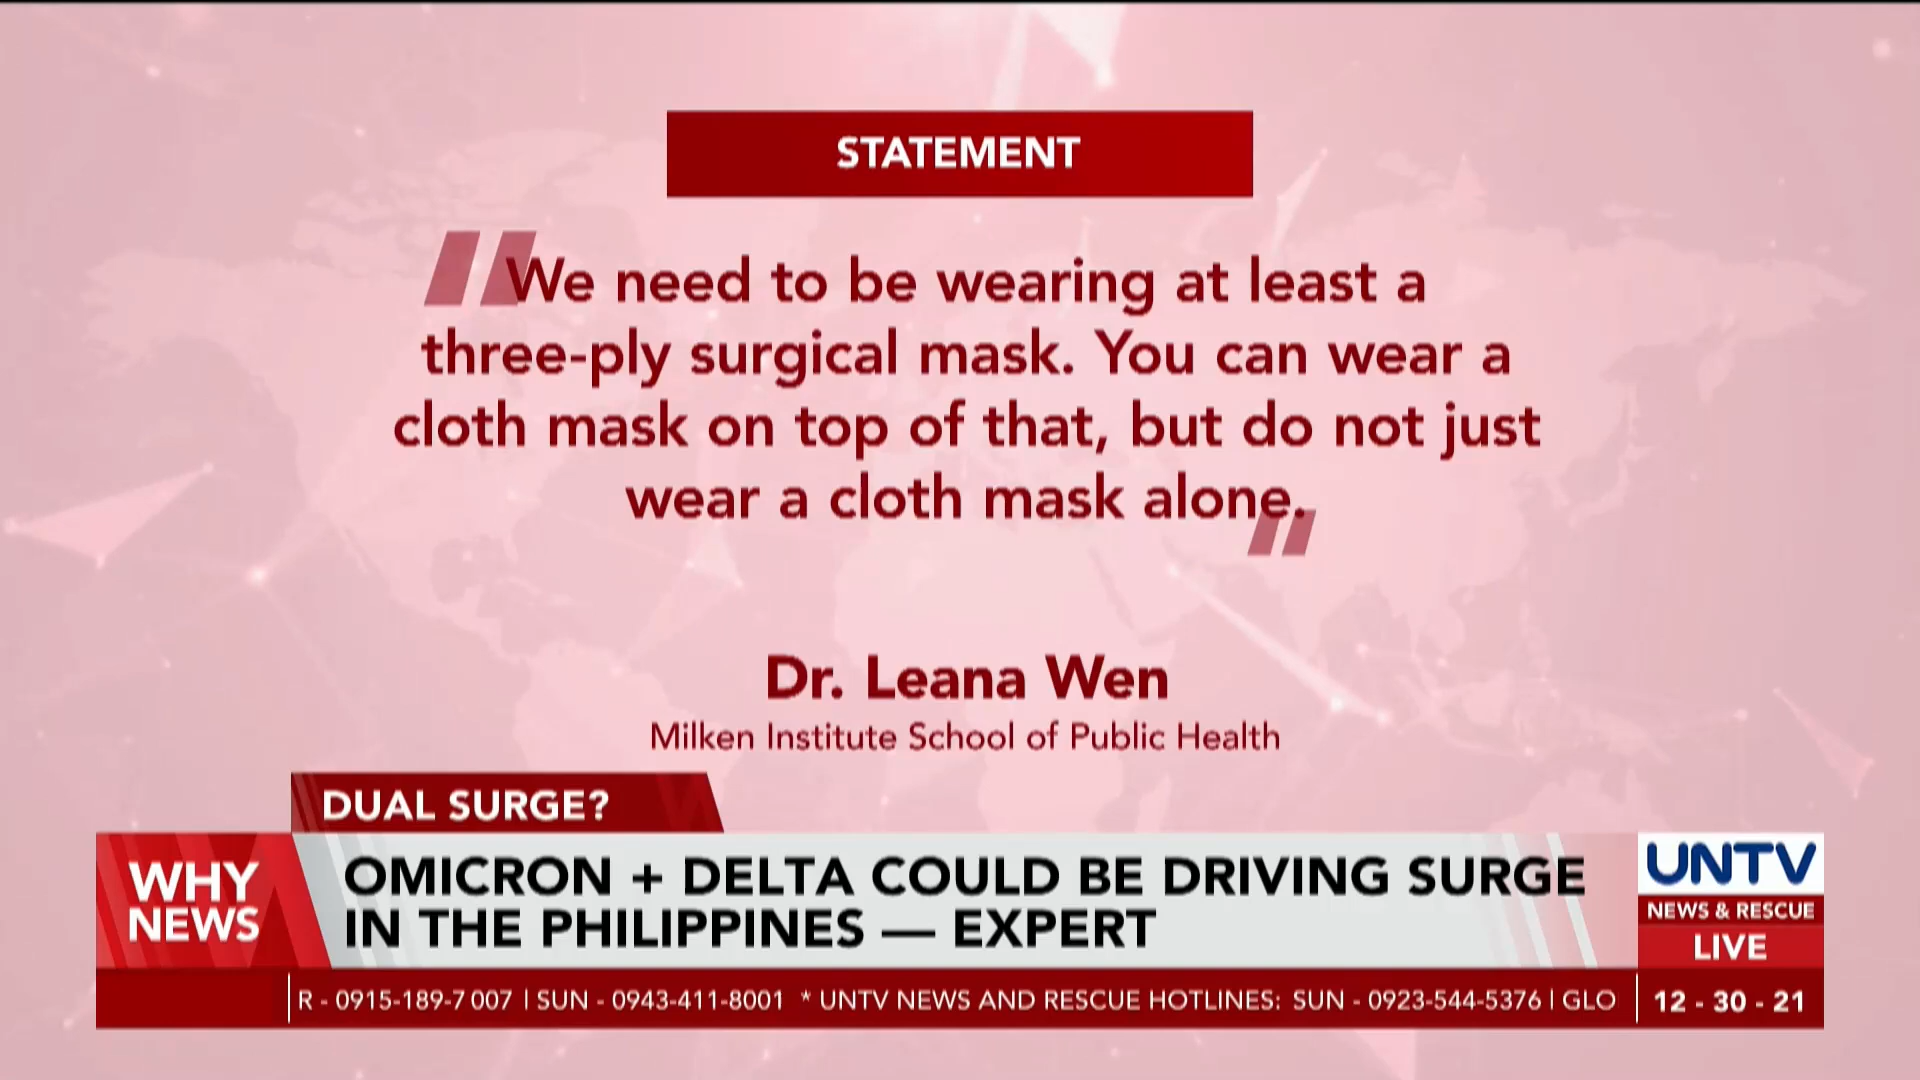 STATEMENT
"We need to be wearing at least a
three-ply surgical mask. You can wear a
cloth mask on top of that, but do not just
wear a cloth mask alone."
Dr. Leana Wen
Milken Institute School of Public Health
DUAL SURGE?
WHY
NEWS
OMICRON + DELTA COULD BE DRIVING SURGE
IN THE PHILIPPINES — EXPERT
UNTV
NEWS & RESCUE
LIVE
R - 0915-189-7007 | SUN - 0943-411-8001 * UNTV NEWS AND RESCUE HOTLINES: SUN - 0923-544-5376 | GLO
12 - 30 - 21